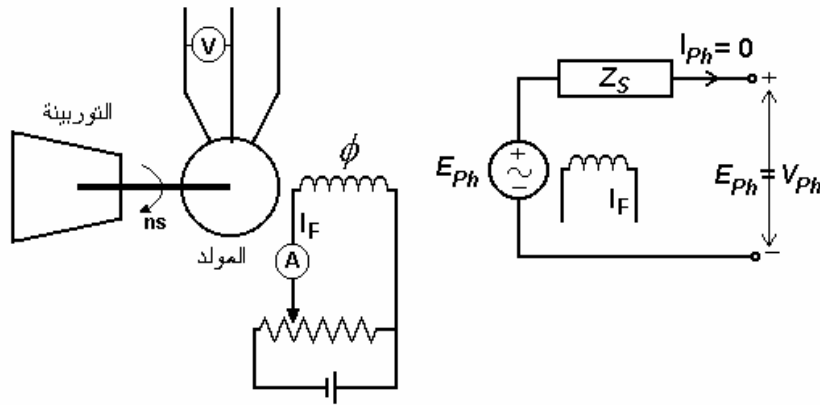 V
التوربينة
ns
المولد
ϕ
I_F
A
I_Ph = 0
Z_S
+
E_Ph
+
−
I_F
E_Ph = V_Ph
−